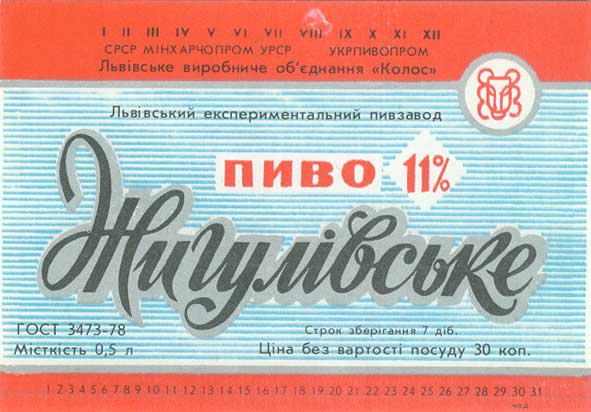 I II III IV V VI VII VIII IX X XI XII
СРСР МІНХАРЧОПРОМ УРСР УКРПИВОПРОМ
Львівське виробниче об'єднання «Колос»
Львівський експериментальний пивзавод
ПИВО 11%
Жигулівське
ГОСТ 3473-78
Строк зберігання 7 діб.
Місткість 0,5 л
Ціна без вартості посуду 30 коп.
1 2 3 4 5 6 7 8 9 10 11 12 13 14 15 16 17 18 19 20 21 22 23 24 25 26 27 28 29 30 31